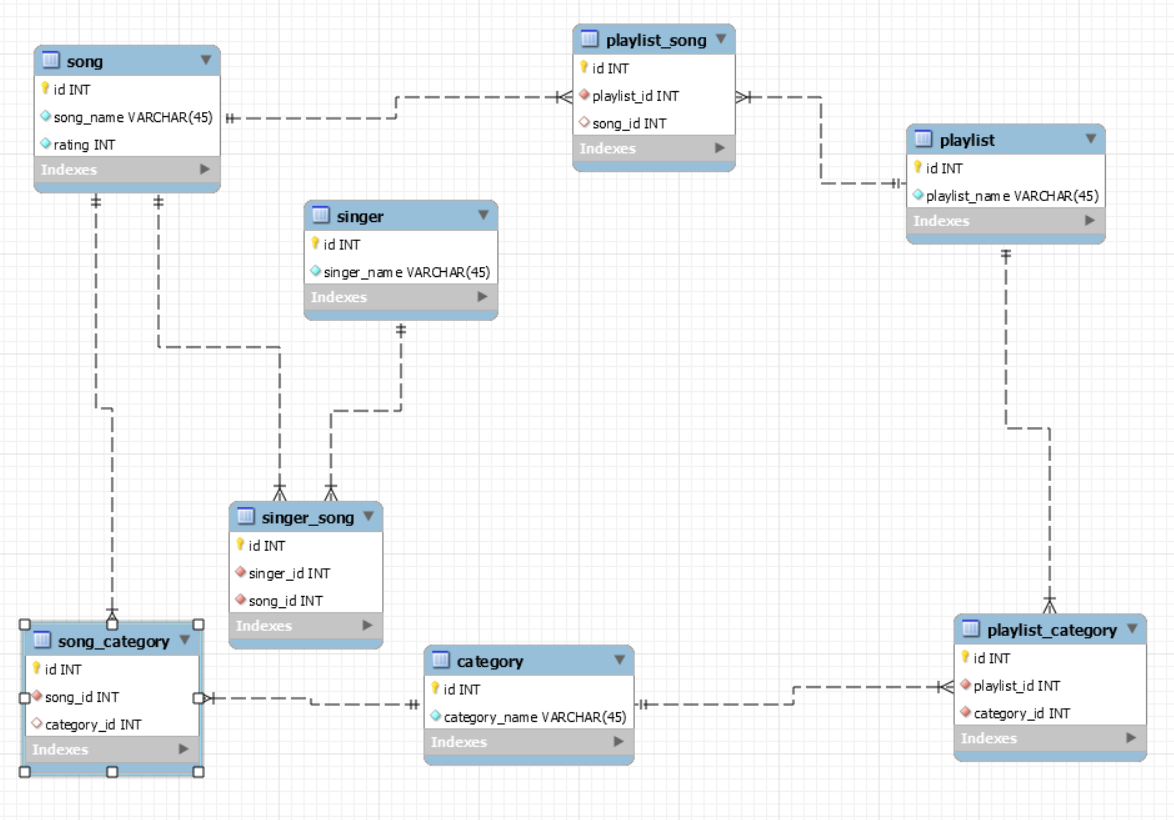 song
id INT
song_name VARCHAR(45)
rating INT
Indexes
playlist_song
id INT
playlist_id INT
song_id INT
Indexes
playlist
id INT
playlist_name VARCHAR(45)
Indexes
singer
id INT
singer_name VARCHAR(45)
Indexes
singer_song
id INT
singer_id INT
song_id INT
Indexes
song_category
id INT
song_id INT
category_id INT
Indexes
category
id INT
category_name VARCHAR(45)
Indexes
playlist_category
id INT
playlist_id INT
category_id INT
Indexes